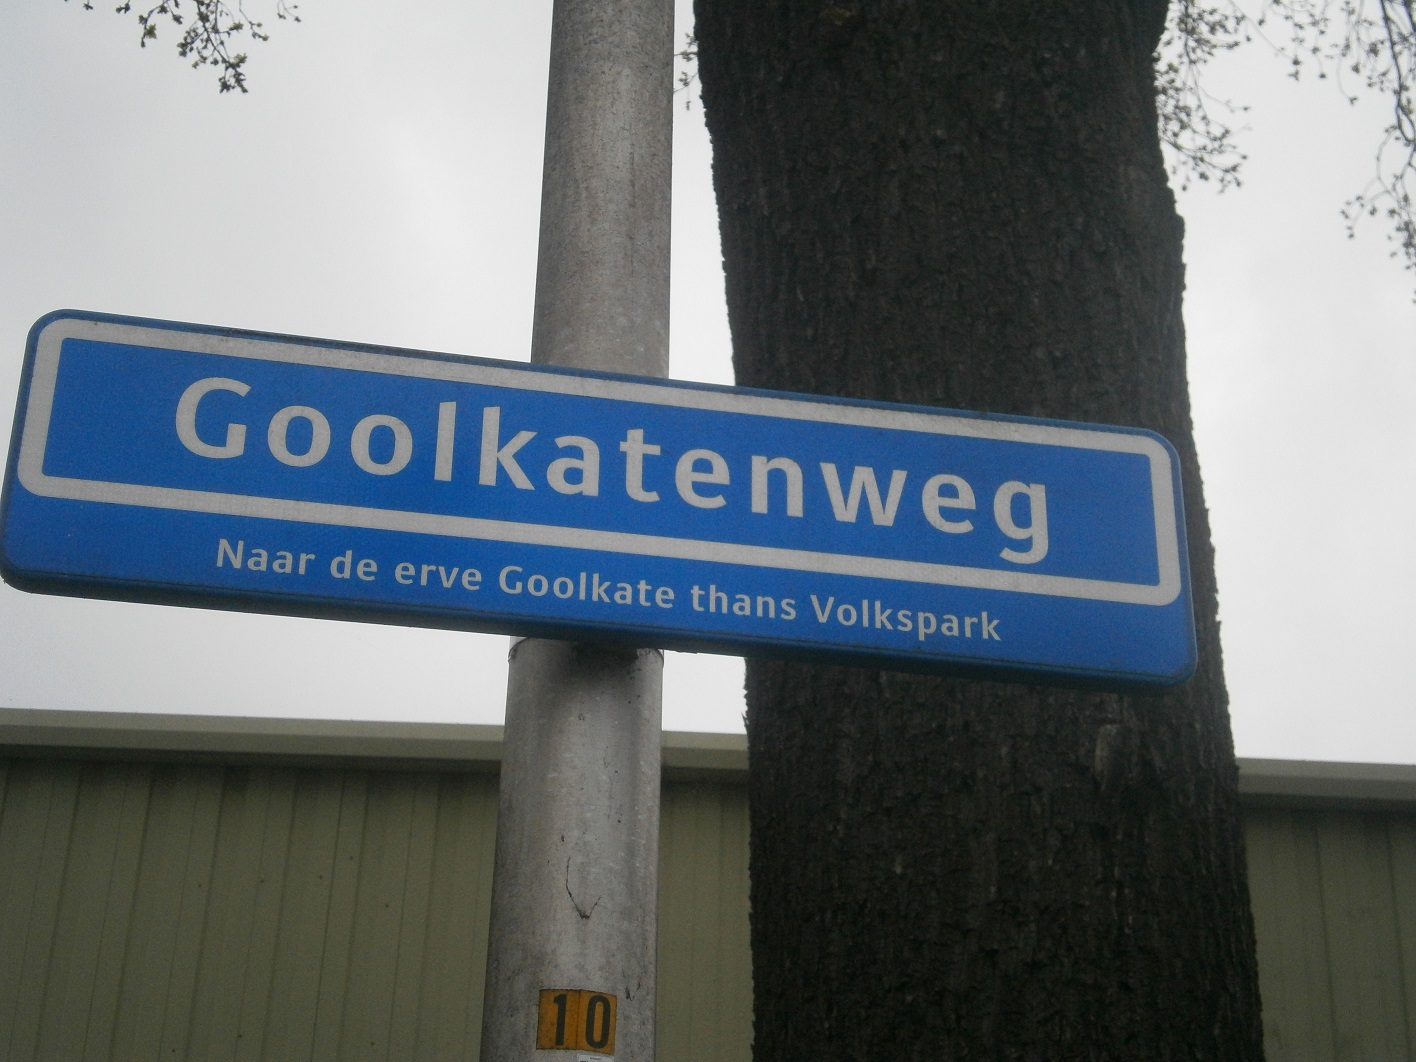 Goolkatenweg
Naar de erve Goolkate thans Volkspark
10